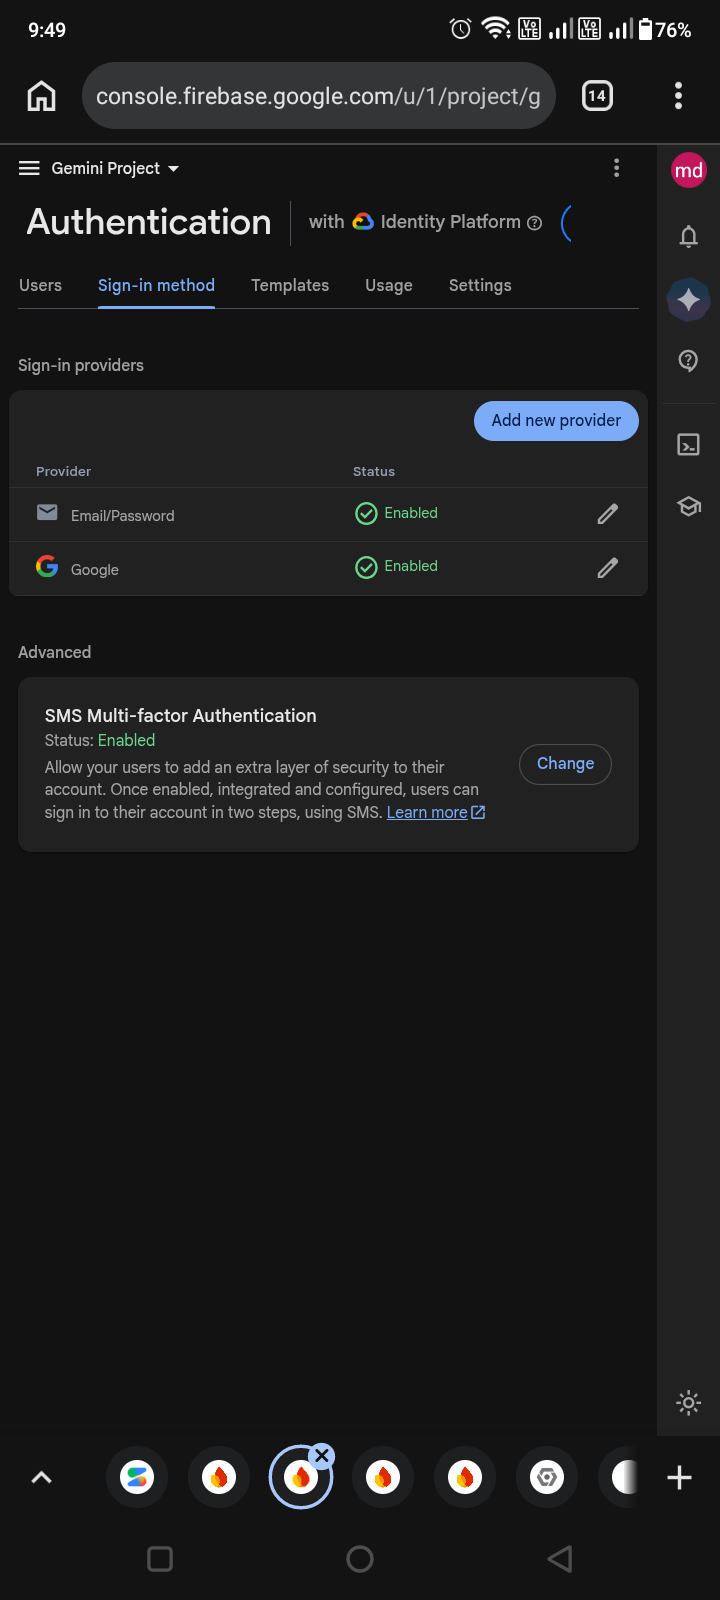 9:49
Vo LTE
Vo LTE
76%
console.firebase.google.com/u/1/project/g
14
Gemini Project
md
Authentication
with Identity Platform
Users Sign-in method Templates Usage Settings
Sign-in providers
Add new provider
Provider Status
Email/Password Enabled
Google Enabled
Advanced
SMS Multi-factor Authentication
Status: Enabled
Change
Allow your users to add an extra layer of security to their
account. Once enabled, integrated and configured, users can
sign in to their account in two steps, using SMS. Learn more